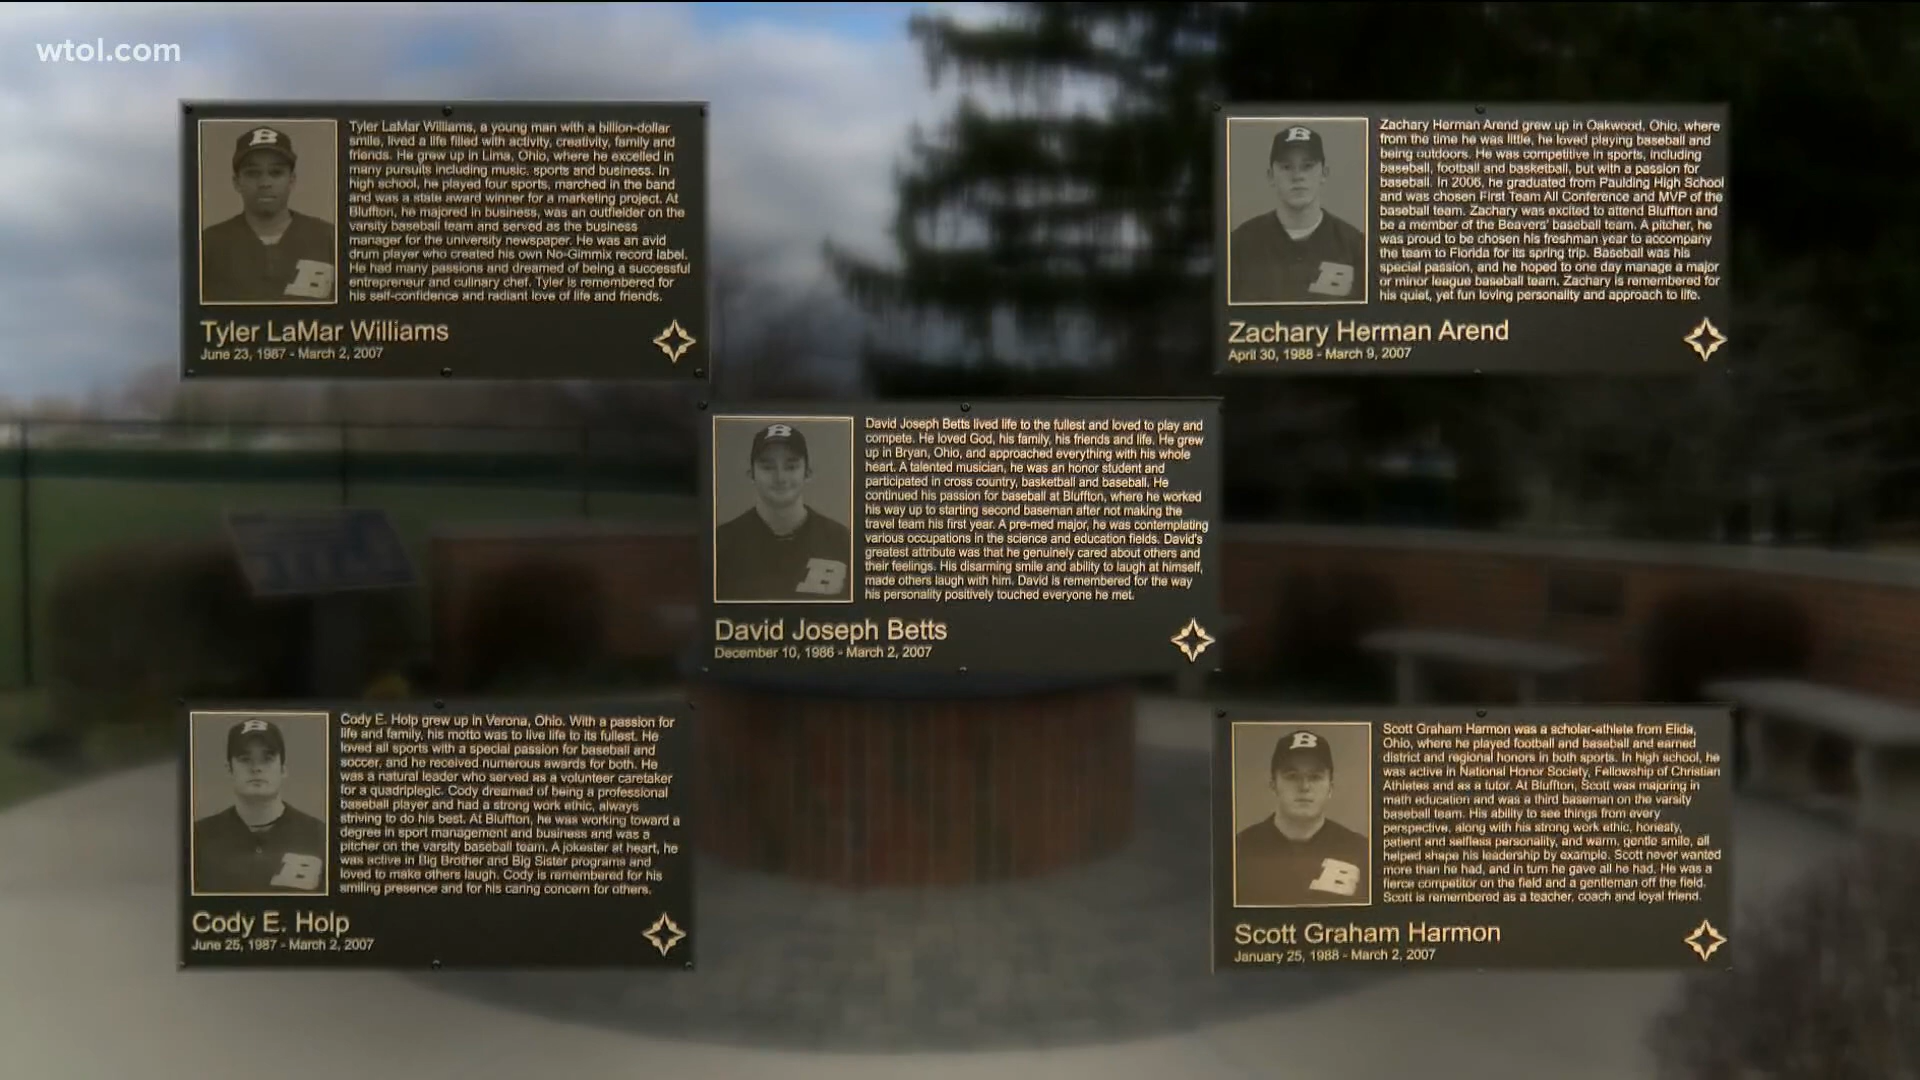 wtol.com
Tyler LaMar Williams, a young man with a billion-dollar
smile, lived a life filled with activity, creativity, family and
friends. He grew up in Lima, Ohio, where he excelled in
many pursuits including music, sports and business. In
high school, he played four sports, marched in the band
and was a state award winner for a marketing project. At
Bluffton, he majored in business, was an outfielder on the
varsity baseball team and served as the business
manager for the university newspaper. He was an avid
drum player who created his own No-Gimmix record label.
He had many passions and dreamed of being a successful
entrepreneur and culinary chef. Tyler is remembered for
his self-confidence and radiant love of life and friends.
Tyler LaMar Williams
June 23, 1987 - March 2, 2007
Zachary Herman Arend grew up in Oakwood, Ohio, where
from the time he was little, he loved playing baseball and
being outdoors. He was competitive in sports, including
baseball, football and basketball, but with a passion for
baseball. In 2006, he graduated from Paulding High School
and was chosen First Team All Conference and MVP of the
baseball team. Zachary was excited to attend Bluffton and
be a member of the Beavers' baseball team. A pitcher, he
was proud to be chosen his freshman year to accompany
the team to Florida for its spring trip. Baseball was his
special passion, and he hoped to one day manage a major
or minor league baseball team. Zachary is remembered for
his quiet, yet fun loving personality and approach to life.
Zachary Herman Arend
April 30, 1988 - March 9, 2007
David Joseph Betts lived life to the fullest and loved to play and
compete. He loved God, his family, his friends and life. He grew
up in Bryan, Ohio, and approached everything with his whole
heart. A talented musician, he was an honor student and
participated in cross country, basketball and baseball. He
continued his passion for baseball at Bluffton, where he worked
his way up to starting second baseman after not making the
travel team his first year. A pre-med major, he was contemplating
various occupations in the science and education fields. David's
greatest attribute was that he genuinely cared about others and
their feelings. His disarming smile and ability to laugh at himself,
made others laugh with him. David is remembered for the way
his personality positively touched everyone he met.
David Joseph Betts
December 10, 1986 - March 2, 2007
Cody E. Holp grew up in Verona, Ohio. With a passion for
life and family, his motto was to live life to its fullest. He
loved all sports with a special passion for baseball and
soccer, and he received numerous awards for both. He
was a natural leader who served as a volunteer caretaker
for a quadriplegic. Cody dreamed of being a professional
baseball player and had a strong work ethic, always
striving to do his best. At Bluffton, he was working toward a
degree in sport management and business and was a
pitcher on the varsity baseball team. A jokester at heart, he
was active in Big Brother and Big Sister programs and
loved to make others laugh. Cody is remembered for his
smiling presence and for his caring concern for others.
Cody E. Holp
June 25, 1987 - March 2, 2007
Scott Graham Harmon was a scholar-athlete from Elida,
Ohio, where he played football and baseball and earned
district and regional honors in both sports. In high school, he
was active in National Honor Society, Fellowship of Christian
Athletes and as a tutor. At Bluffton, Scott was majoring in
math education and was a third baseman on the varsity
baseball team. His ability to see things from every
perspective, along with his strong work ethic, honesty,
patient and selfless personality, and warm, gentle smile, all
helped shape his leadership by example. Scott never wanted
more than he had, and in turn he gave all he had. He was a
fierce competitor on the field and a gentleman off the field.
Scott is remembered as a teacher, coach and loyal friend.
Scott Graham Harmon
January 25, 1988 - March 2, 2007